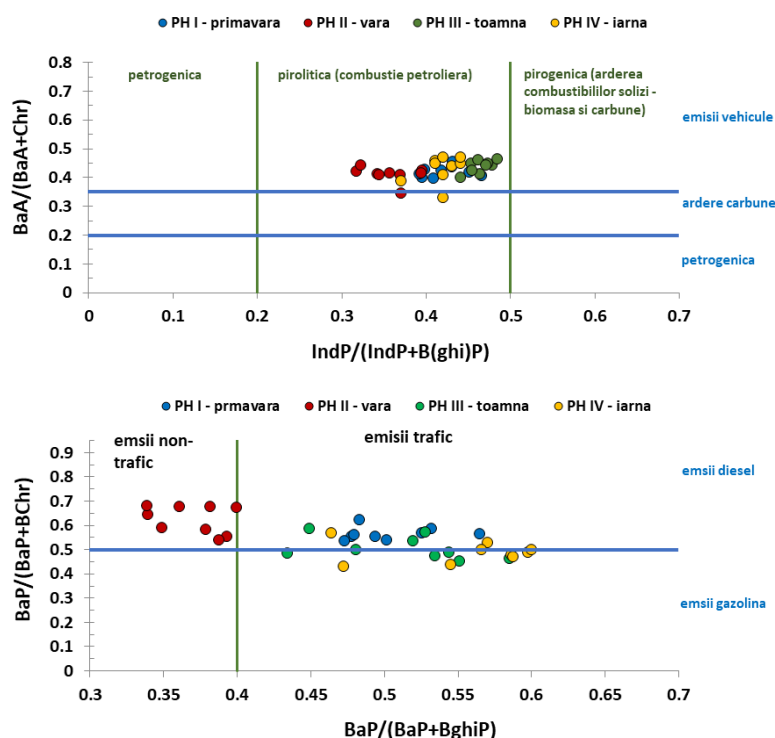 PH I - primavara PH II - vara PH III - toamna PH IV - iarna
petrogenica
pirolitica (combustie petroliera)
pirogenica (arderea
combustibililor solizi -
biomasa si carbune)
BaA/(BaA+Chr)
0.8
0.7
0.6
0.5
0.4
0.3
0.2
0.1
0
emisii vehicule
ardere carbune
petrogenica
0 0.1 0.2 0.3 0.4 0.5 0.6 0.7
IndP/(IndP+B(ghi)P)
PH I - prmavara PH II - vara PH III - toamna PH IV - iarna
emsii non-
trafic
emisii trafic
BaP/(BaP+BChr)
0.9
0.8
0.7
0.6
0.5
0.4
0.3
0.2
0.1
0
emsii diesel
emsii gazolina
0.3 0.4 0.45 0.5 0.55 0.6 0.7
BaP/(BaP+BghiP)